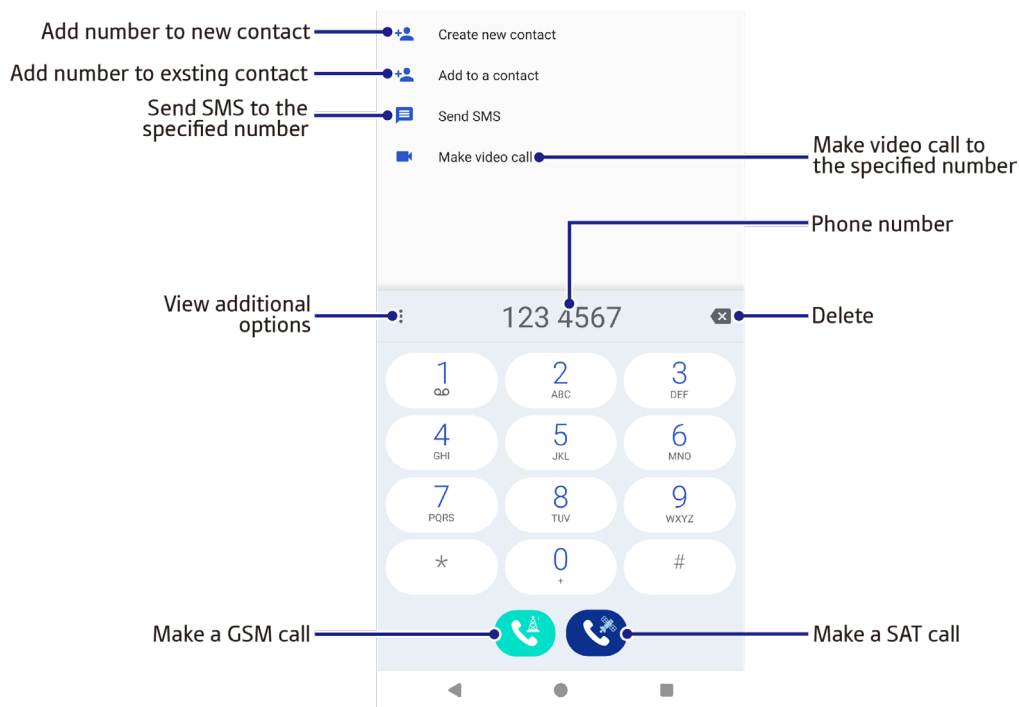 Add number to new contact
Create new contact
Add number to exsting contact
Add to a contact
Send SMS to the
specified number
Send SMS
Make video call
Make video call to
the specified number
Phone number
View additional
options
123 4567
Delete
1
2
ABC
3
DEF
4
GHI
5
JKL
6
MNO
7
PQRS
8
TUV
9
WXYZ
*
0
+
#
Make a GSM call
Make a SAT call